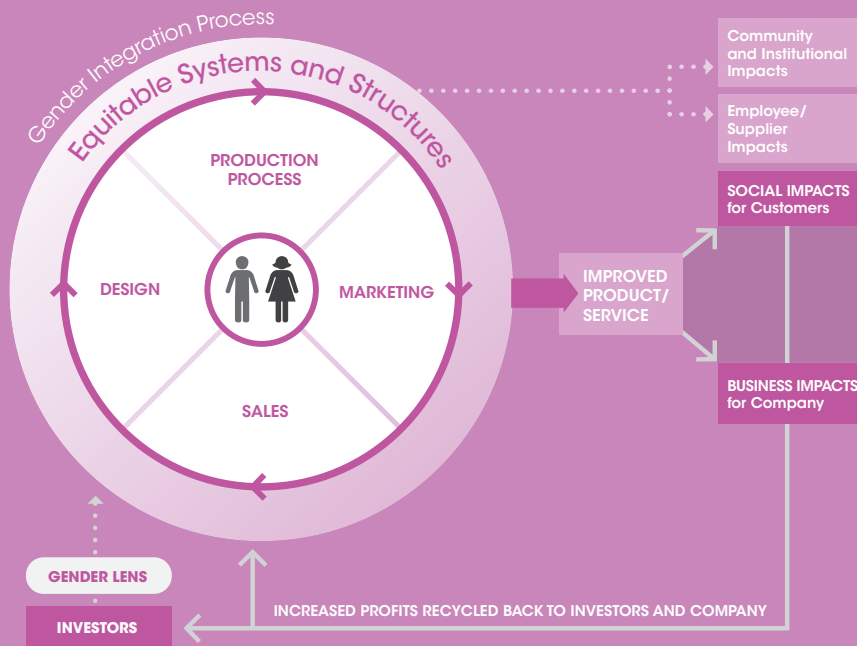 Gender Integration Process
Equitable Systems and Structures
PRODUCTION
PROCESS
DESIGN
MARKETING
SALES
IMPROVED
PRODUCT/
SERVICE
Community
and Institutional
Impacts
Employee/
Supplier
Impacts
SOCIAL IMPACTS
for Customers
BUSINESS IMPACTS
for Company
GENDER LENS
INVESTORS
INCREASED PROFITS RECYCLED BACK TO INVESTORS AND COMPANY